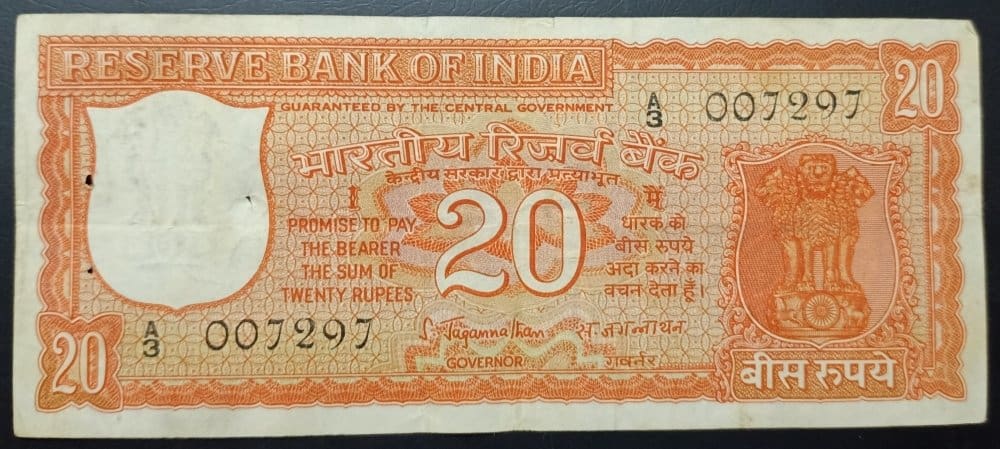 RESERVE BANK OF INDIA
20
GUARANTEED BY THE CENTRAL GOVERNMENT
A/3 007297
भारतीय रिज़र्व बैंक
केन्द्रीय सरकार द्वारा प्रत्याभूत
I
PROMISE TO PAY
THE BEARER
THE SUM OF
TWENTY RUPEES
20
मैं
धारक को
बीस रुपये
अदा करने का
वचन देता हूँ।
A/3 007297
S. Jagannathan
स. जगन्नाथन
GOVERNOR
गवर्नर
20
बीस रुपये